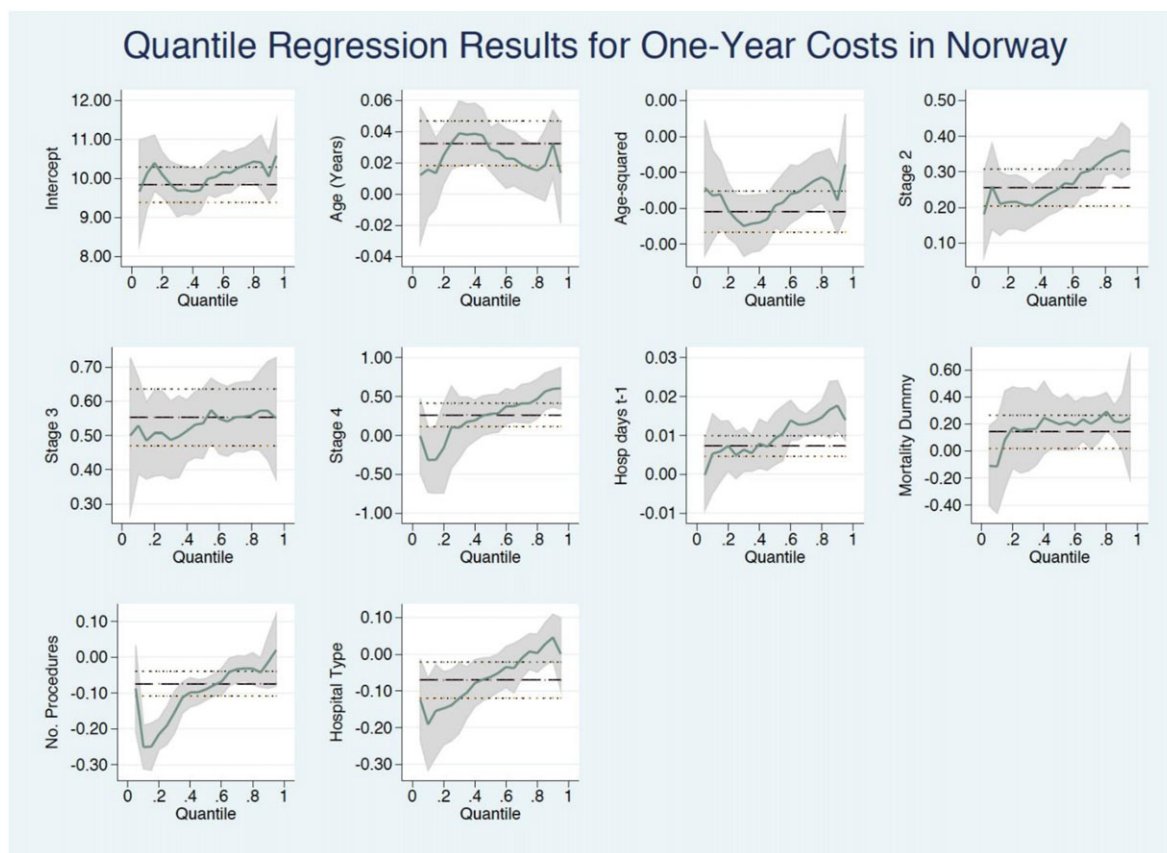 Quantile Regression Results for One-Year Costs in Norway
Intercept
12.00
11.00
10.00
9.00
8.00
0 .2 .4 .6 .8 1
Quantile
Age (Years)
0.06
0.04
0.02
0.00
-0.02
-0.04
0 .2 .4 .6 .8 1
Quantile
Age-squared
0.00
0.00
-0.00
-0.00
-0.00
0 .2 .4 .6 .8 1
Quantile
Stage 2
0.50
0.40
0.30
0.20
0.10
0 .2 .4 .6 .8 1
Quantile
Stage 3
0.70
0.60
0.50
0.40
0.30
0 .2 .4 .6 .8 1
Quantile
Stage 4
1.00
0.50
0.00
-0.50
-1.00
0 .2 .4 .6 .8 1
Quantile
Hosp days t-1
0.03
0.02
0.01
0.00
-0.01
0 .2 .4 .6 .8 1
Quantile
Mortality Dummy
0.60
0.40
0.20
0.00
-0.20
-0.40
0 .2 .4 .6 .8 1
Quantile
No. Procedures
0.10
0.00
-0.10
-0.20
-0.30
0 .2 .4 .6 .8 1
Quantile
Hospital Type
0.10
0.00
-0.10
-0.20
-0.30
0 .2 .4 .6 .8 1
Quantile